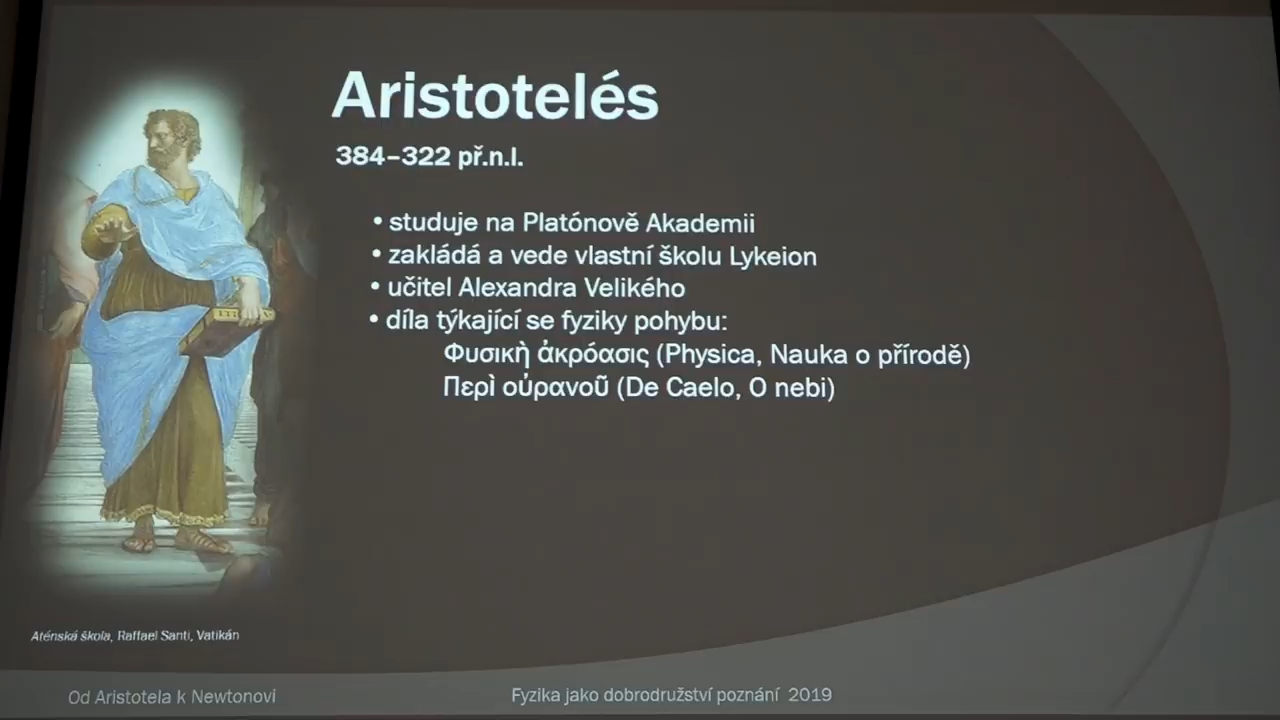 Aristotelés
384–322 př.n.l.
• studuje na Platónově Akademii
• zakládá a vede vlastní školu Lykeion
• učitel Alexandra Velikého
• díla týkající se fyziky pohybu:
Φυσικὴ ἀκρόασις (Physica, Nauka o přírodě)
Περὶ οὐρανοῦ (De Caelo, O nebi)
Aténská škola, Raffael Santi, Vatikán
Od Aristotela k Newtonovi
Fyzika jako dobrodružství poznání 2019